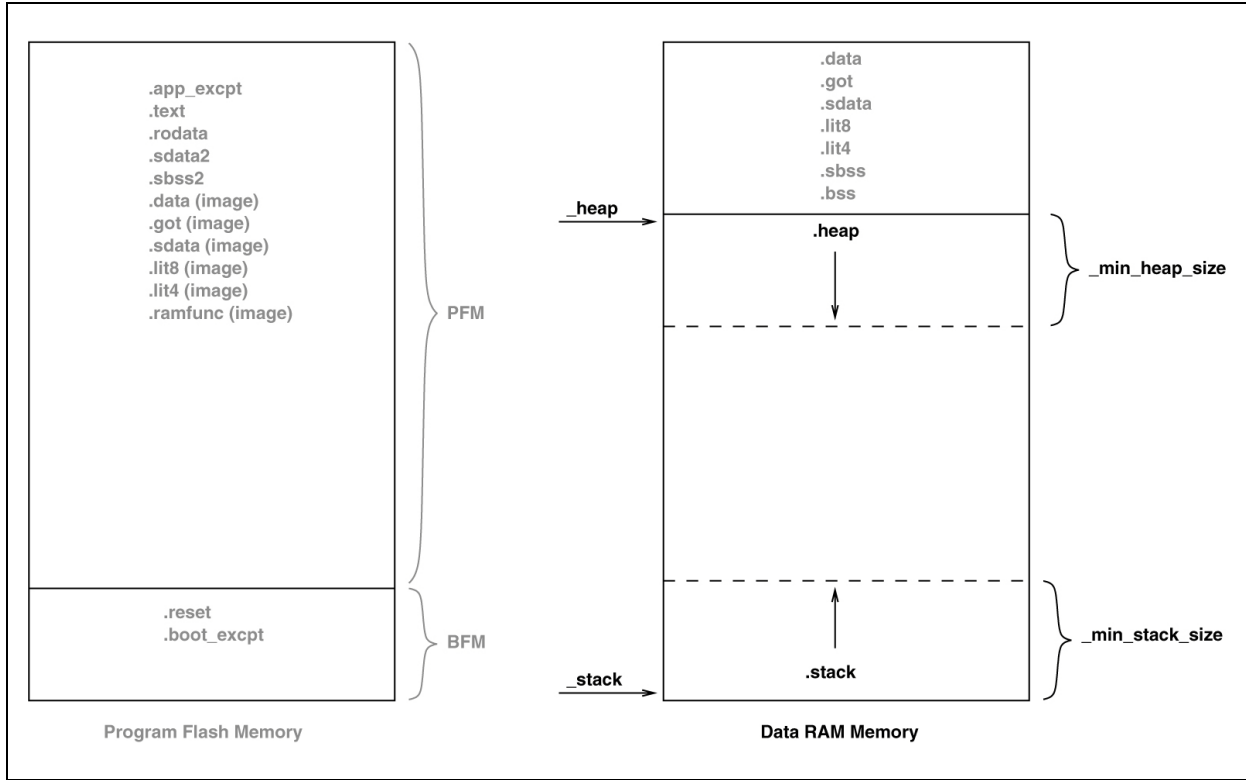 .app_excpt
.text
.rodata
.sdata2
.sbss2
.data (image)
.got (image)
.sdata (image)
.lit8 (image)
.lit4 (image)
.ramfunc (image)
PFM
.reset
.boot_excpt
BFM
Program Flash Memory
.data
.got
.sdata
.lit8
.lit4
.sbss
.bss
_heap
.heap
_min_heap_size
_min_stack_size
_stack
.stack
Data RAM Memory